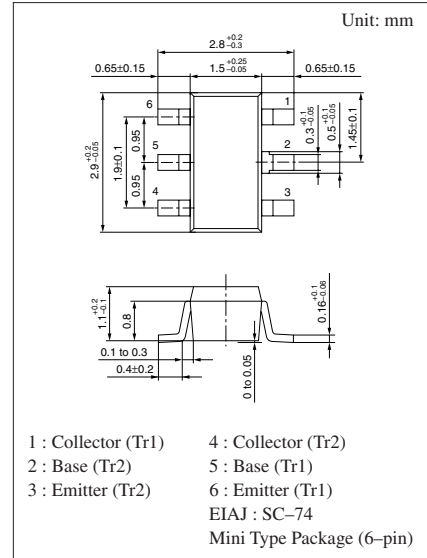 Unit: mm
2.8 +0.2 –0.3
0.65±0.15 1.5 +0.25 –0.05 0.65±0.15
6 1
5 2
4 3
2.9 +0.2 –0.05
1.9±0.1
0.95
0.95
0.3 +0.1 –0.05
0.5 +0.1 –0.05
1.45±0.1
1.1 +0.2 –0.1
0.8
0.16 +0.1 –0.06
0.1 to 0.3
0.4±0.2
0 to 0.05
1 : Collector (Tr1) 4 : Collector (Tr2)
2 : Base (Tr2) 5 : Base (Tr1)
3 : Emitter (Tr2) 6 : Emitter (Tr1)
EIAJ : SC–74
Mini Type Package (6–pin)